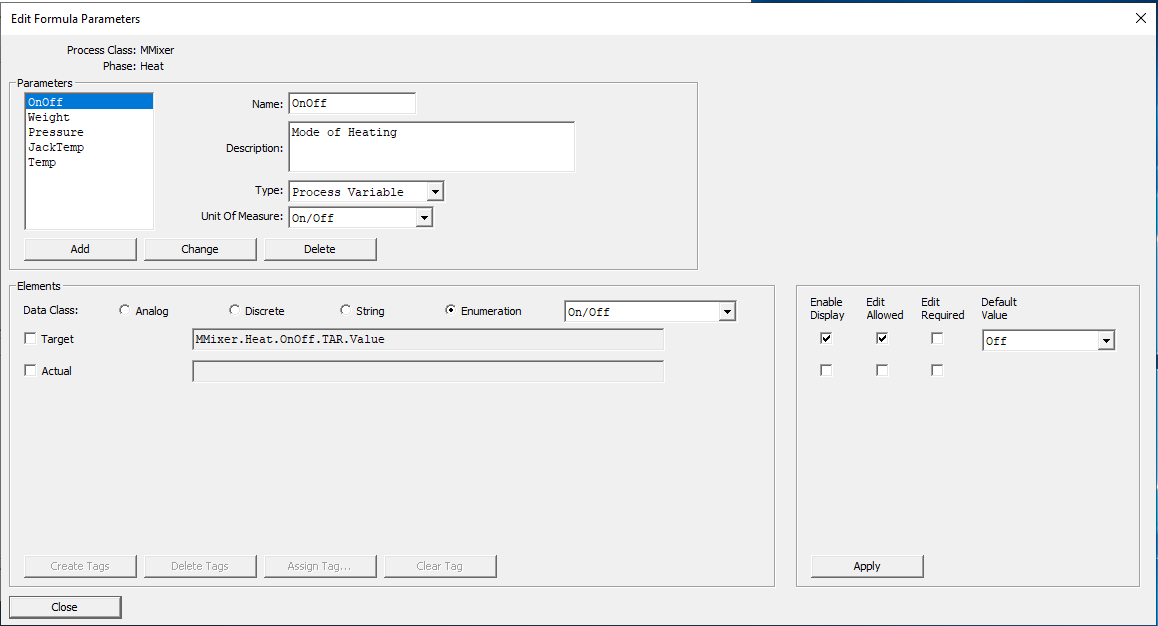 Edit Formula Parameters
Process Class: MMixer
Phase: Heat
Parameters
OnOff
Weight
Pressure
JackTemp
Temp
Name: OnOff
Description: Mode of Heating
Type: Process Variable
Unit Of Measure: On/Off
Add Change Delete
Elements
Data Class: Analog Discrete String Enumeration On/Off
Target MMixer.Heat.OnOff.TAR.Value
Actual
Create Tags Delete Tags Assign Tag... Clear Tag
Enable Display
Edit Allowed
Edit Required
Default Value
Off
Apply
Close